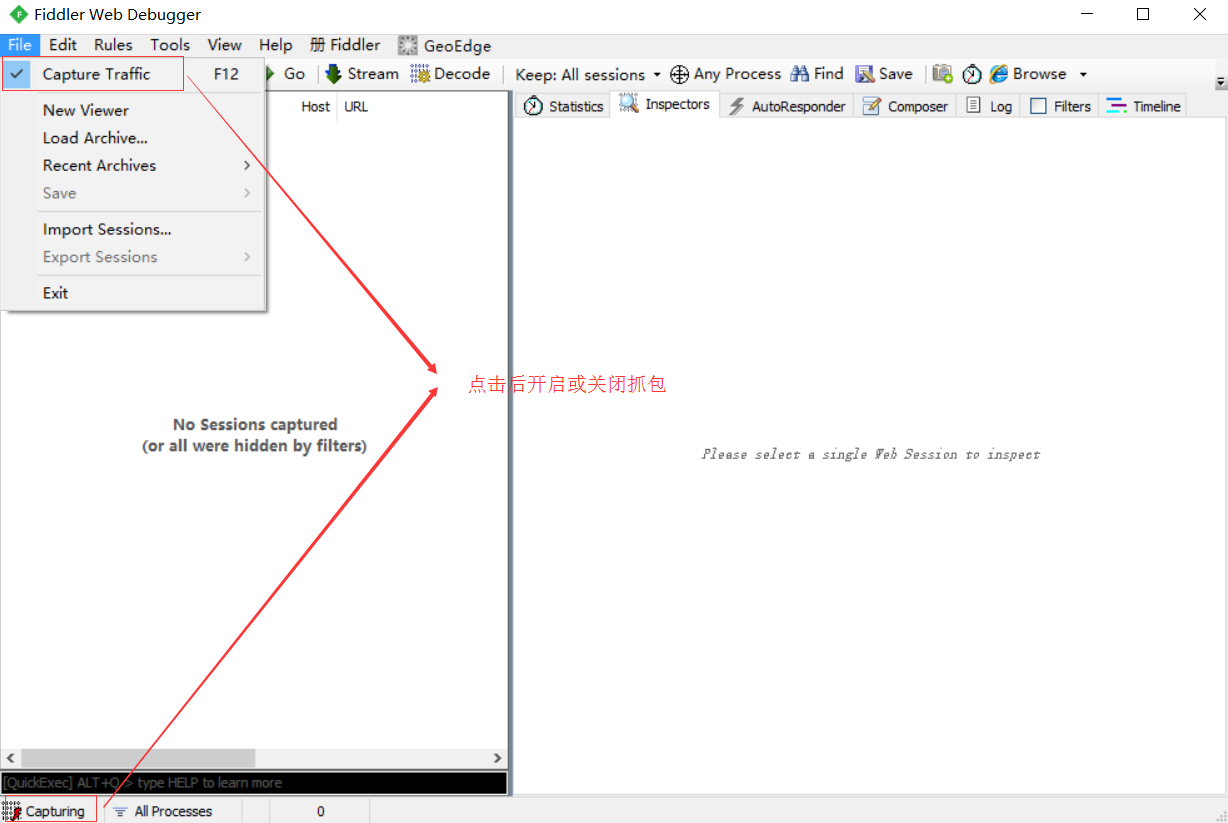 Fiddler Web Debugger
File Edit Rules Tools View Help 册 Fiddler GeoEdge
Capture Traffic F12
Go Stream Decode Keep: All sessions Any Process Find Save Browse
New Viewer
Load Archive...
Recent Archives
Save
Import Sessions...
Export Sessions
Exit
Host URL
Statistics Inspectors AutoResponder Composer Log Filters Timeline
点击后开启或关闭抓包
No Sessions captured
(or all were hidden by filters)
Please select a single Web Session to inspect
[QuickExec] ALT+Q > type HELP to learn more
Capturing All Processes 0